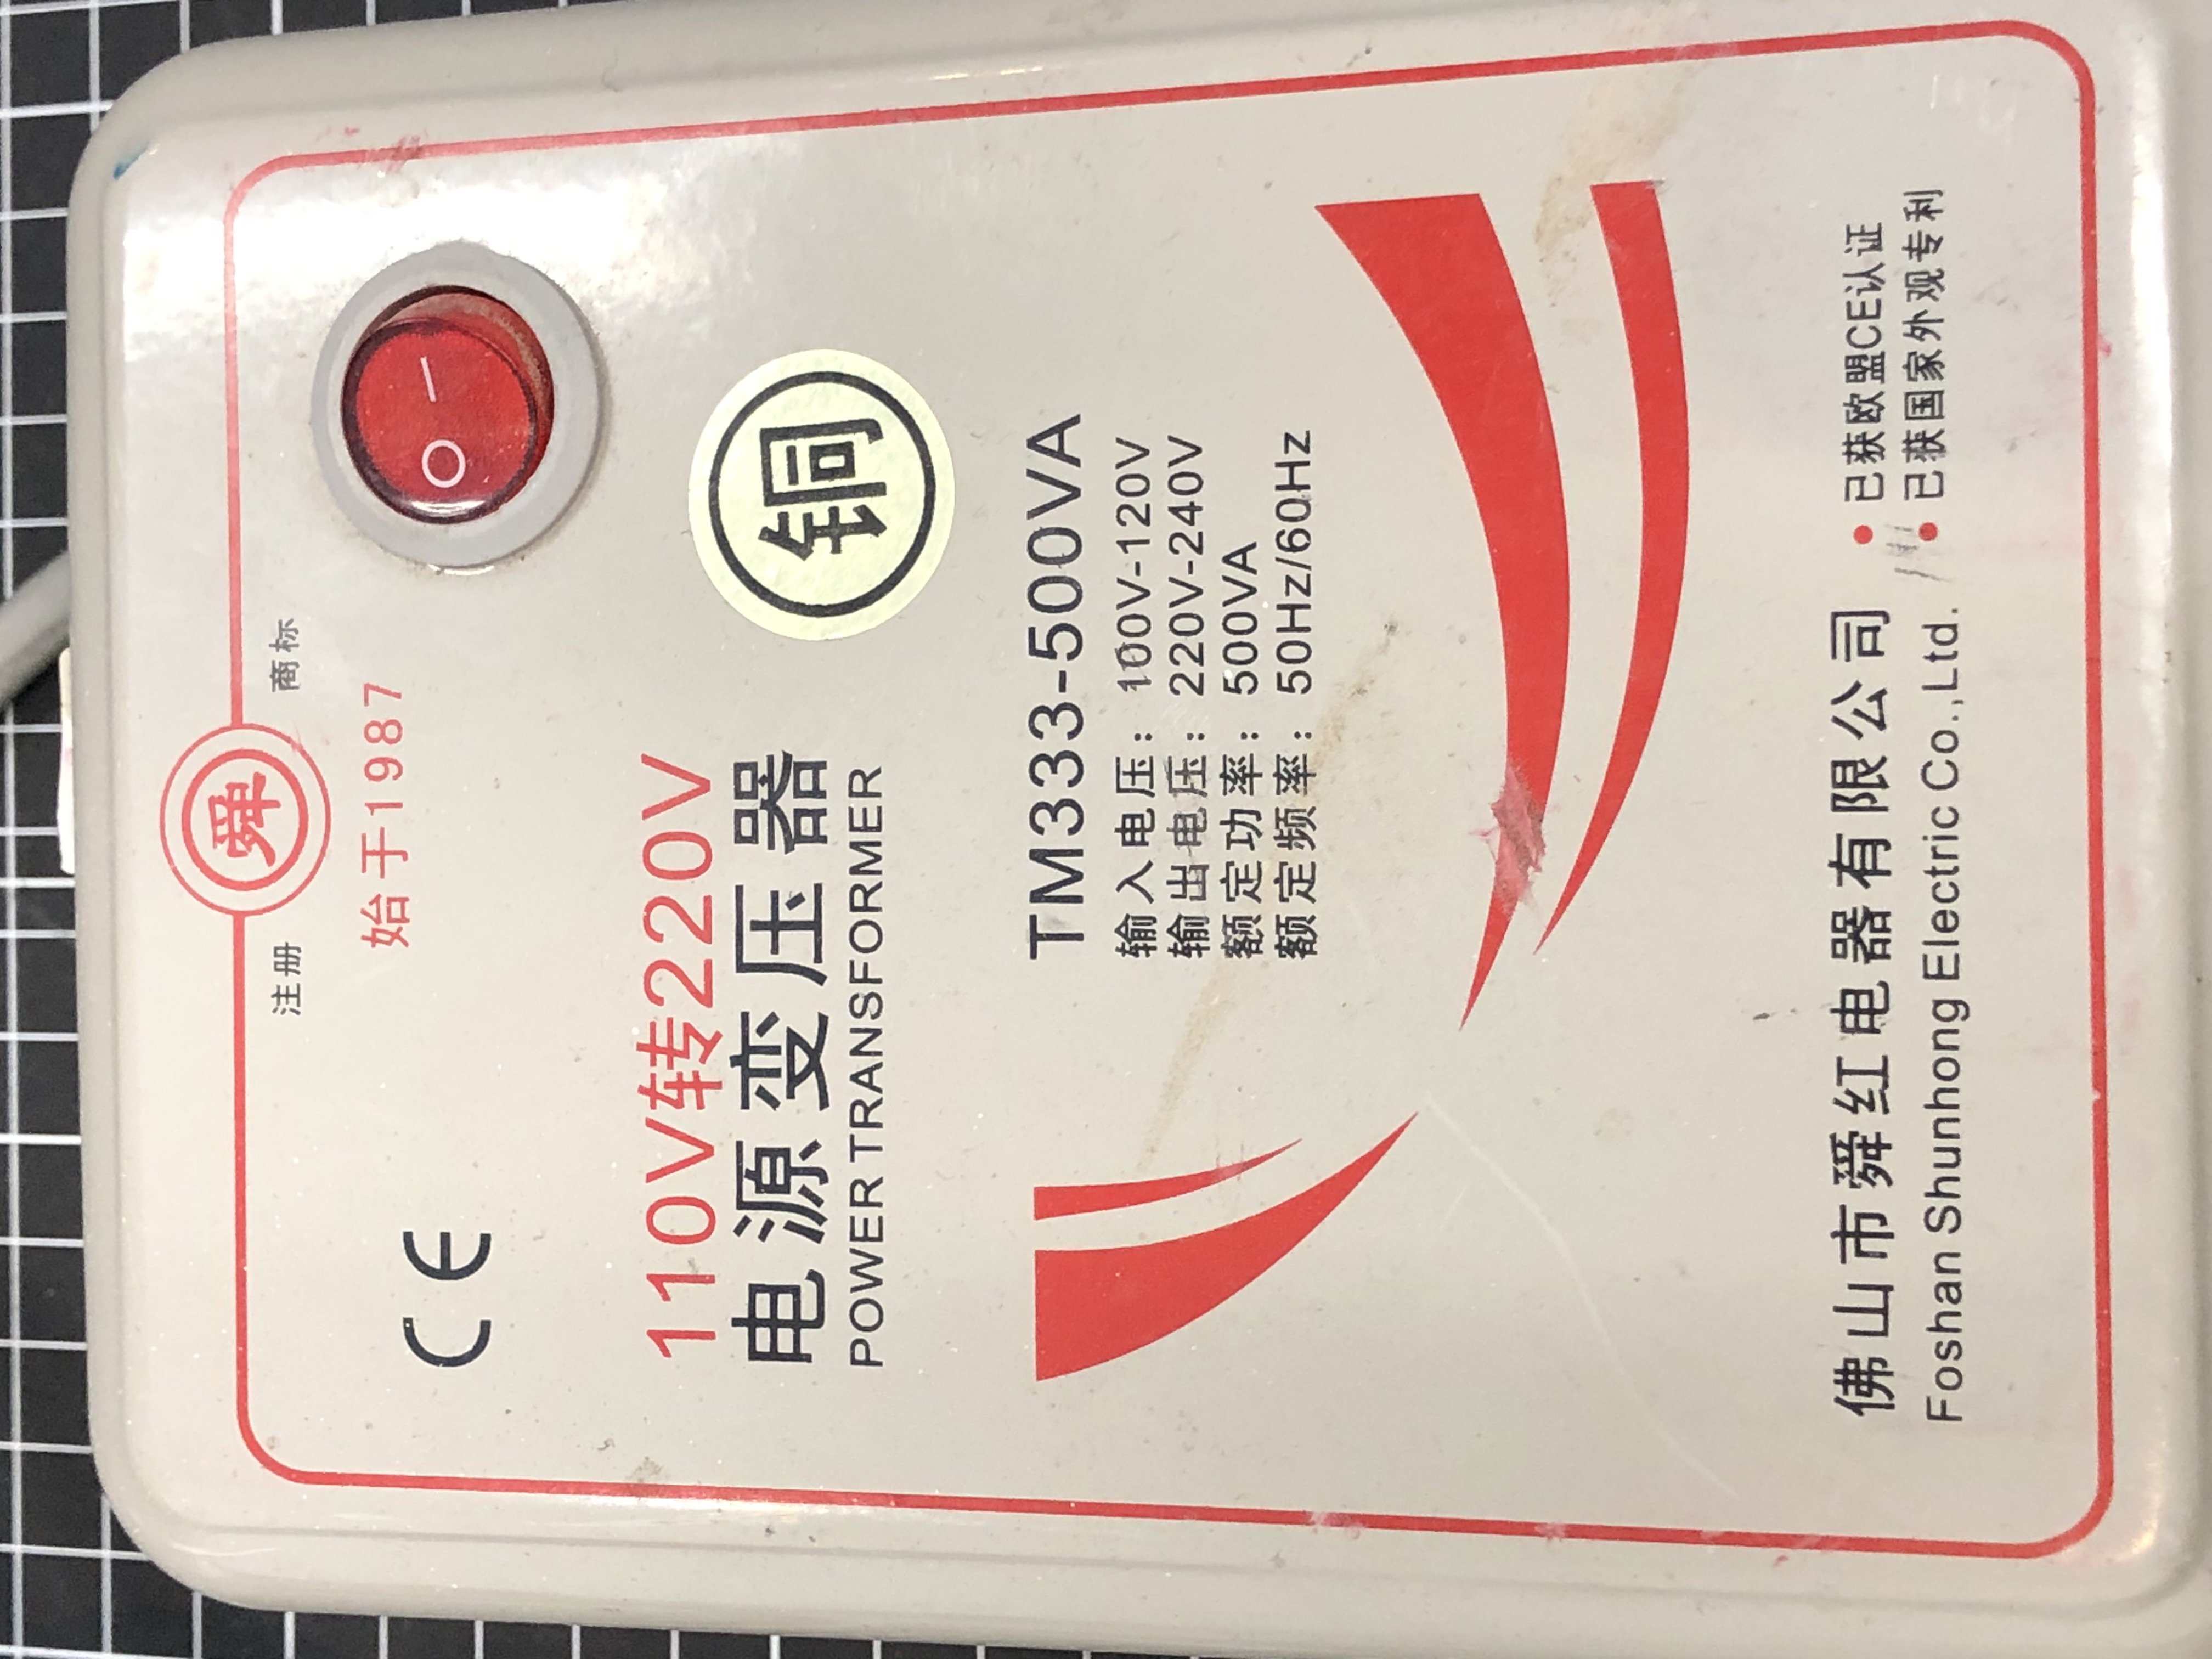 舜
注册 商标
始于1987
CE
110V转220V
电源变压器
POWER TRANSFORMER
铜
TM333-500VA
输入电压：100V-120V
输出电压：220V-240V
额定功率：500VA
额定频率：50Hz/60Hz
佛山市舜红电器有限公司
Foshan Shunhong Electric Co.,Ltd.
● 已获欧盟CE认证
● 已获国家外观专利